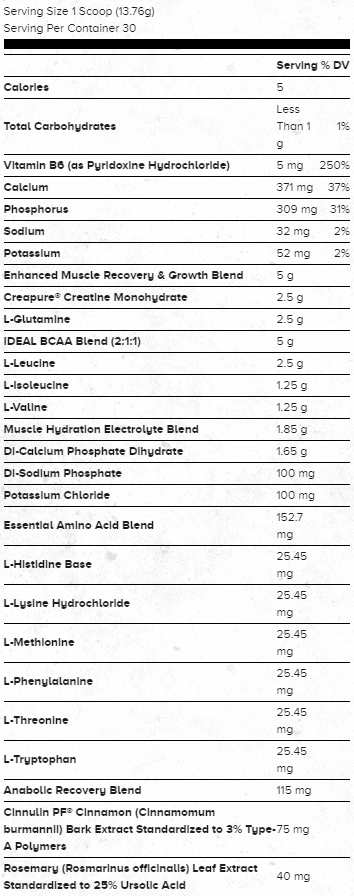 Serving Size 1 Scoop (13.76g)
Serving Per Container 30
Serving % DV
Calories 5
Total Carbohydrates Less Than 1 g 1%
Vitamin B6 (as Pyridoxine Hydrochloride) 5 mg 250%
Calcium 371 mg 37%
Phosphorus 309 mg 31%
Sodium 32 mg 2%
Potassium 52 mg 2%
Enhanced Muscle Recovery & Growth Blend 5 g
Creapure® Creatine Monohydrate 2.5 g
L-Glutamine 2.5 g
IDEAL BCAA Blend (2:1:1) 5 g
L-Leucine 2.5 g
L-Isoleucine 1.25 g
L-Valine 1.25 g
Muscle Hydration Electrolyte Blend 1.85 g
Di-Calcium Phosphate Dihydrate 1.65 g
Di-Sodium Phosphate 100 mg
Potassium Chloride 100 mg
Essential Amino Acid Blend 152.7 mg
L-Histidine Base 25.45 mg
L-Lysine Hydrochloride 25.45 mg
L-Methionine 25.45 mg
L-Phenylalanine 25.45 mg
L-Threonine 25.45 mg
L-Tryptophan 25.45 mg
Anabolic Recovery Blend 115 mg
Cinnulin PF® Cinnamon (Cinnamomum
burmannii) Bark Extract Standardized to 3% Type- 75 mg
A Polymers
Rosemary (Rosmarinus officinalis) Leaf Extract
Standardized to 25% Ursolic Acid 40 mg